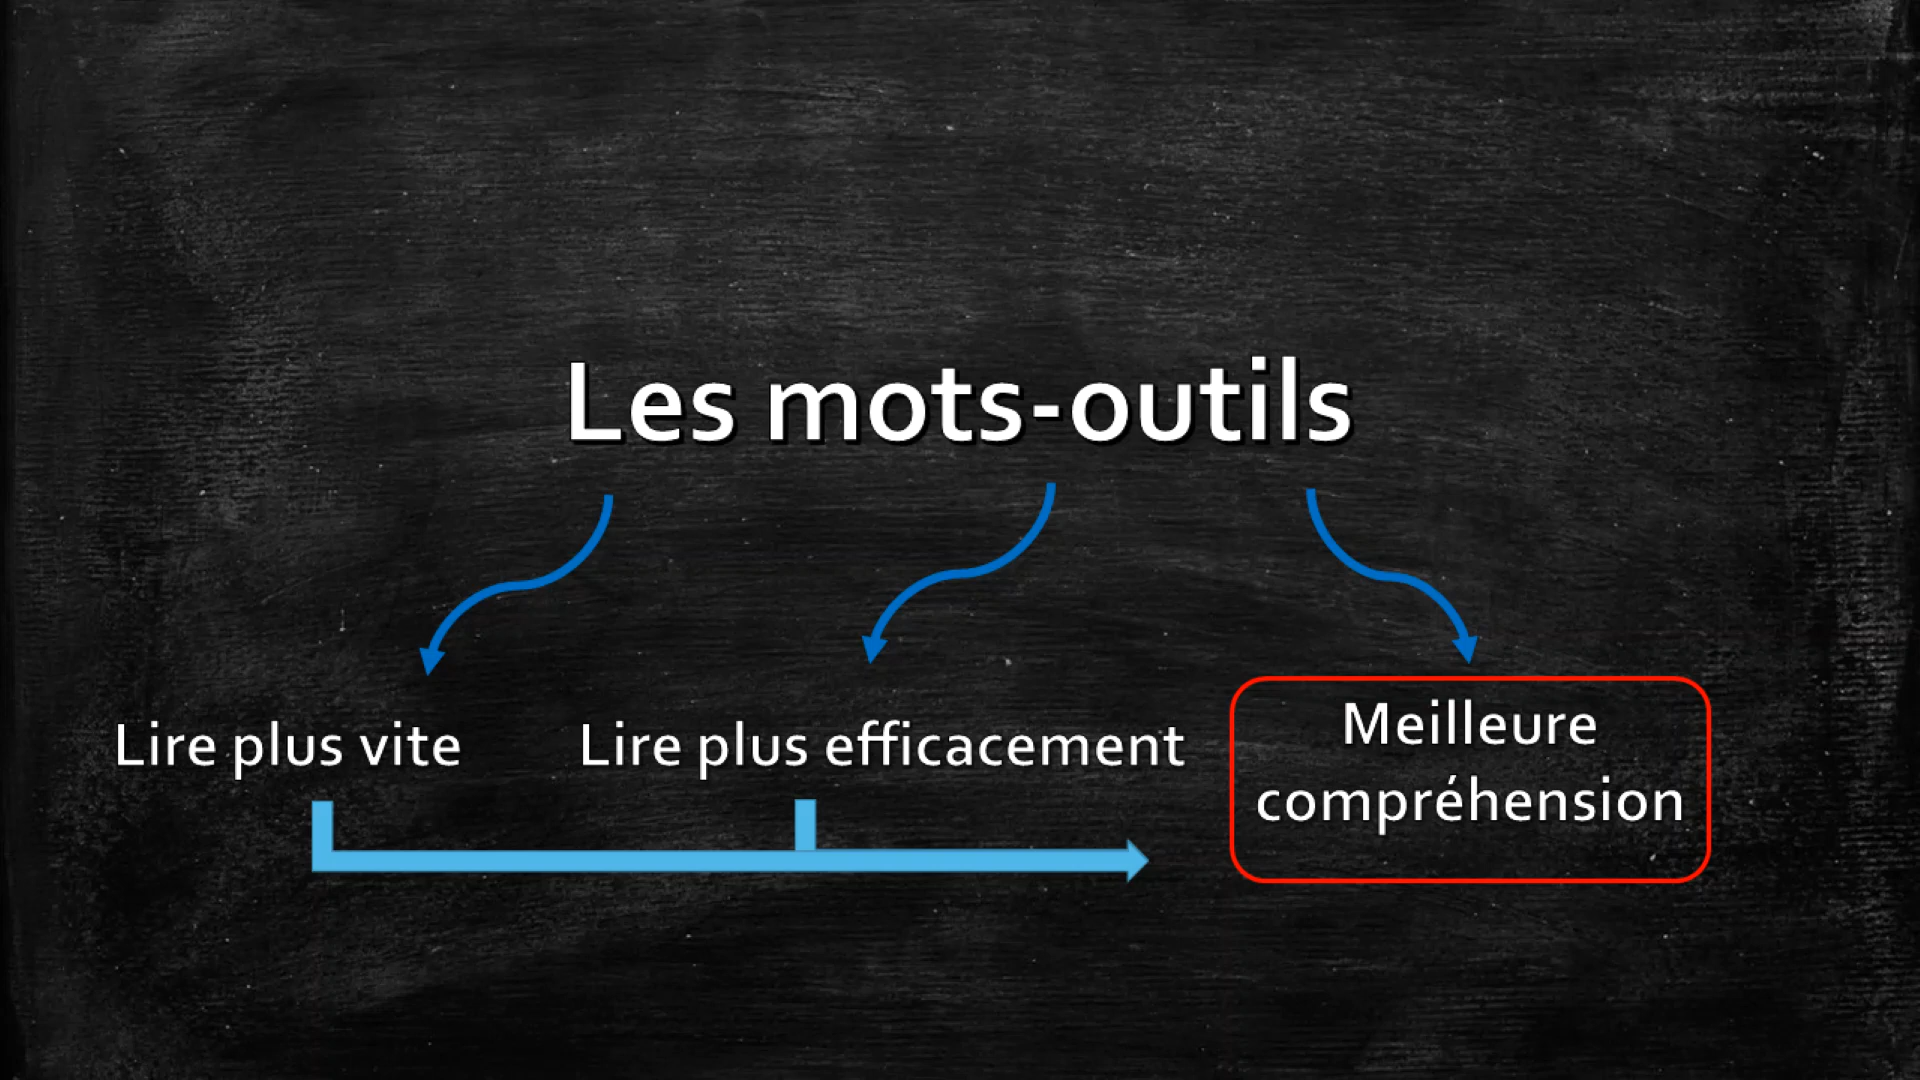 Les mots-outils
Lire plus vite
Lire plus efficacement
Meilleure
compréhension